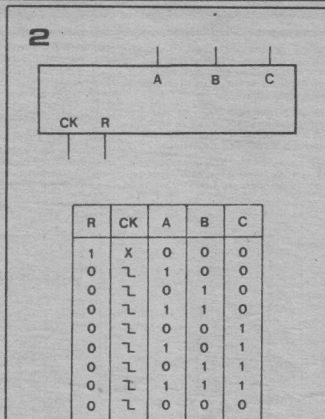 2
A B C
CK R
R CK A B C
1 X 0 0 0
0 1 0 0
0 0 1 0
0 1 1 0
0 0 0 1
0 1 0 1
0 0 1 1
0 1 1 1
0 0 0 0